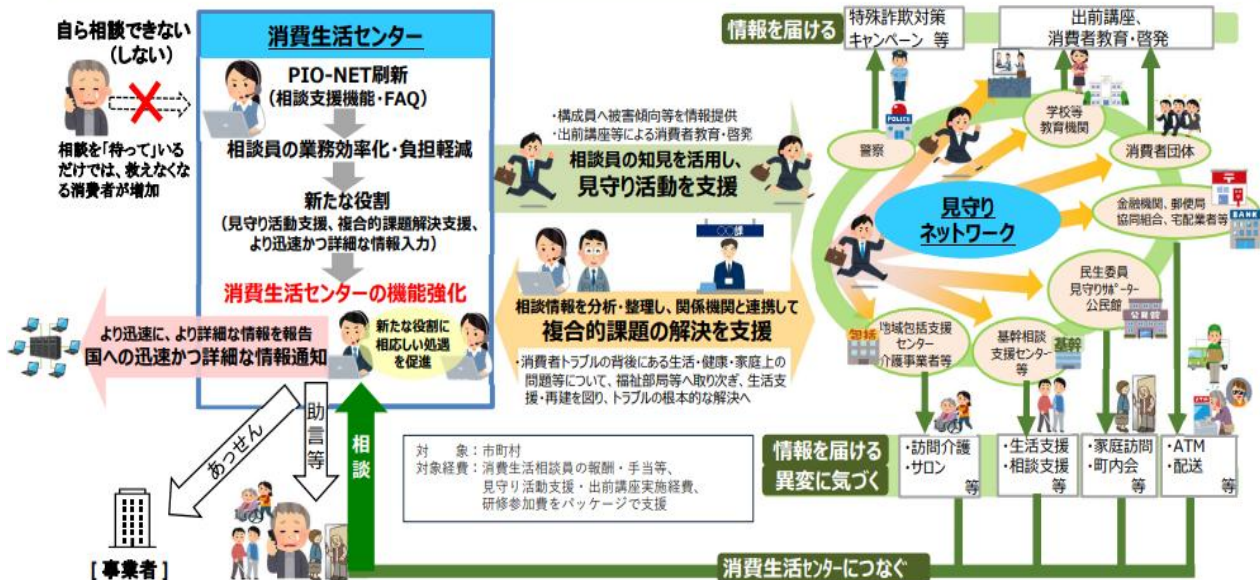 自ら相談できない
(しない)
相談を「待って」いる
だけでは、救えなくな
る消費者が増加
消費生活センター
PIO-NET刷新
(相談支援機能・FAQ)
相談員の業務効率化・負担軽減
新たな役割
(見守り活動支援、複合的課題解決支援、
より迅速かつ詳細な情報入力)
消費生活センターの機能強化
新たな役割に
相応しい処遇
を促進
より迅速に、より詳細な情報を報告
国への迅速かつ詳細な情報通知
あっせん
助言等
相談
[ 事業者 ]
・構成員へ被害傾向等を情報提供
・出前講座等による消費者教育・啓発
相談員の知見を活用し、
見守り活動を支援
○○課
相談情報を分析・整理し、関係機関と連携して
複合的課題の解決を支援
・消費者トラブルの背後にある生活・健康・家庭上の
問題等について、福祉部局等へ取り次ぎ、生活支
援・再建を図り、トラブルの根本的な解決へ
対　象：市町村
対象経費：消費生活相談員の報酬・手当等、
見守り活動支援・出前講座実施経費、
研修参加費をパッケージで支援
情報を届ける
特殊詐欺対策
キャンペーン 等
出前講座、
消費者教育・啓発
等
POLICE
警察
学校等
教育機関
消費者団体
見守り
ネットワーク
金融機関、郵便局
協同組合、宅配業者等
BANK
民生委員
見守りサポーター
公民館
公民館
包括
地域包括支援
センター
介護事業者等
基幹相談
支援センター
等
基幹
ATM
情報を届ける
異変に気づく
・訪問介護
・サロン
等
・生活支援
・相談支援
等
・家庭訪問
・町内会
等
・ATM
・配送
等
消費生活センターにつなぐ